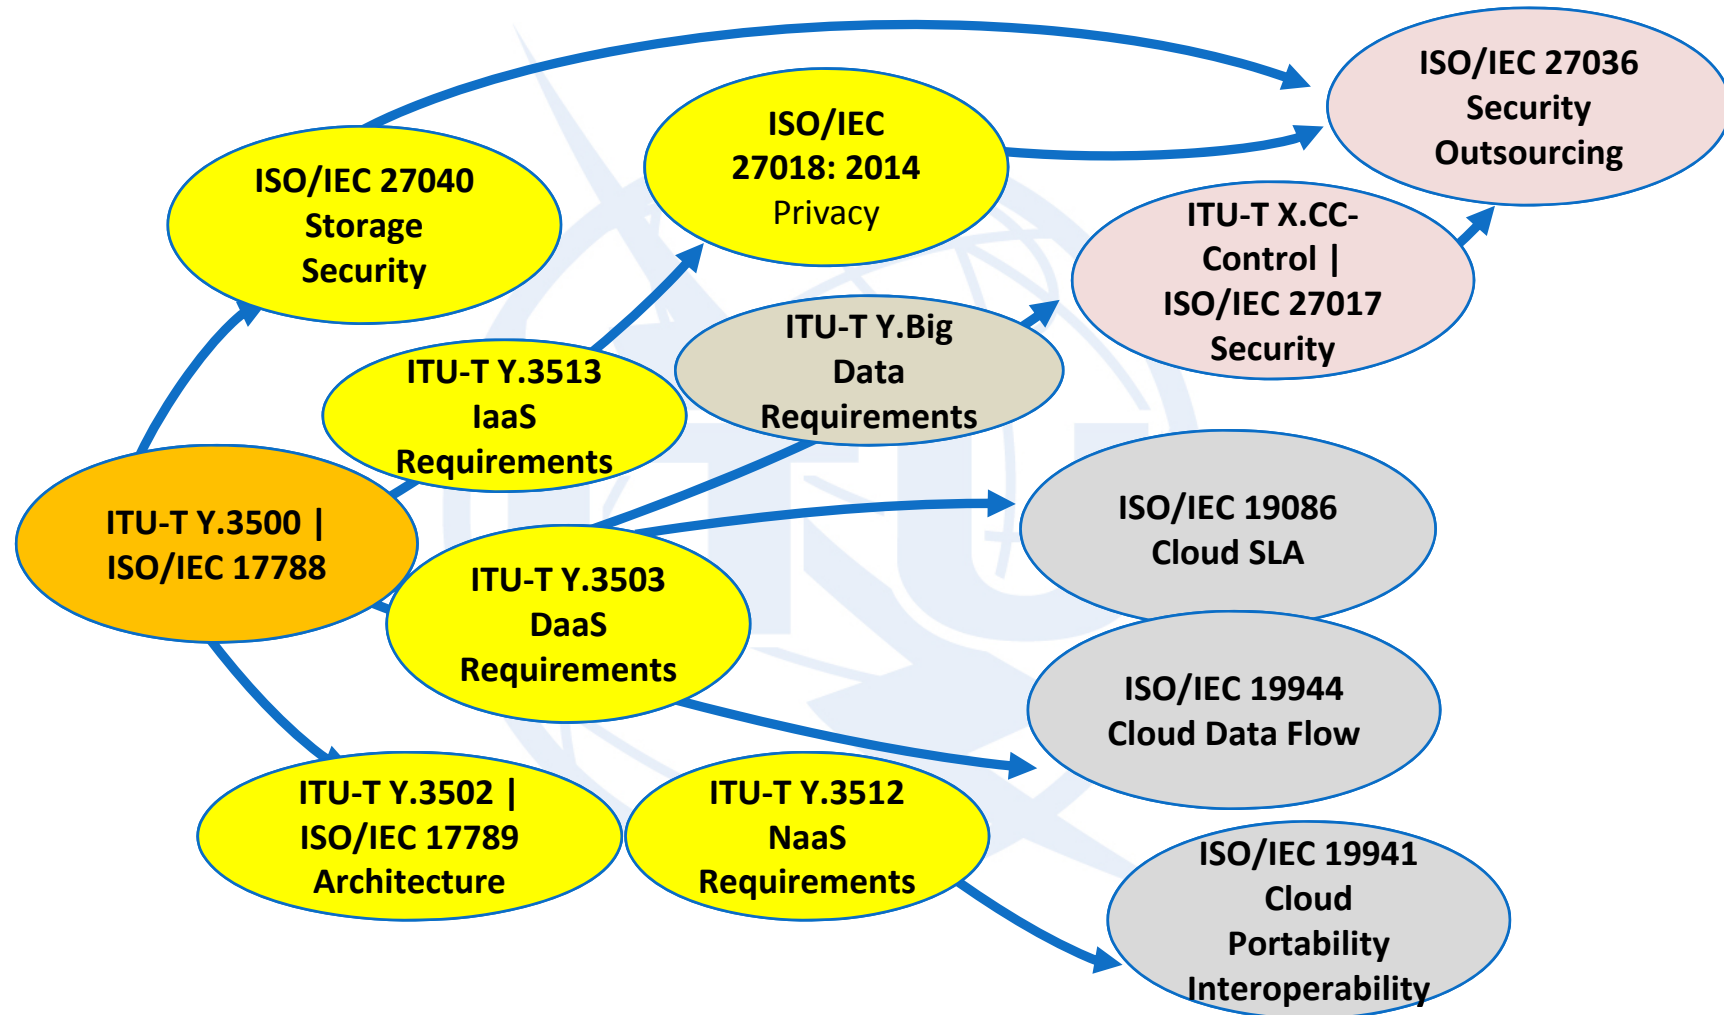 ISO/IEC 27036
Security
Outsourcing
ISO/IEC
27018: 2014
Privacy
ISO/IEC 27040
Storage
Security
ITU-T X.CC-
Control |
ISO/IEC 27017
Security
ITU-T Y.Big
Data
Requirements
ITU-T Y.3513
IaaS
Requirements
ITU-T Y.3500 |
ISO/IEC 17788
ISO/IEC 19086
Cloud SLA
ITU-T Y.3503
DaaS
Requirements
ISO/IEC 19944
Cloud Data Flow
ITU-T Y.3502 |
ISO/IEC 17789
Architecture
ITU-T Y.3512
NaaS
Requirements
ISO/IEC 19941
Cloud
Portability
Interoperability
ITU